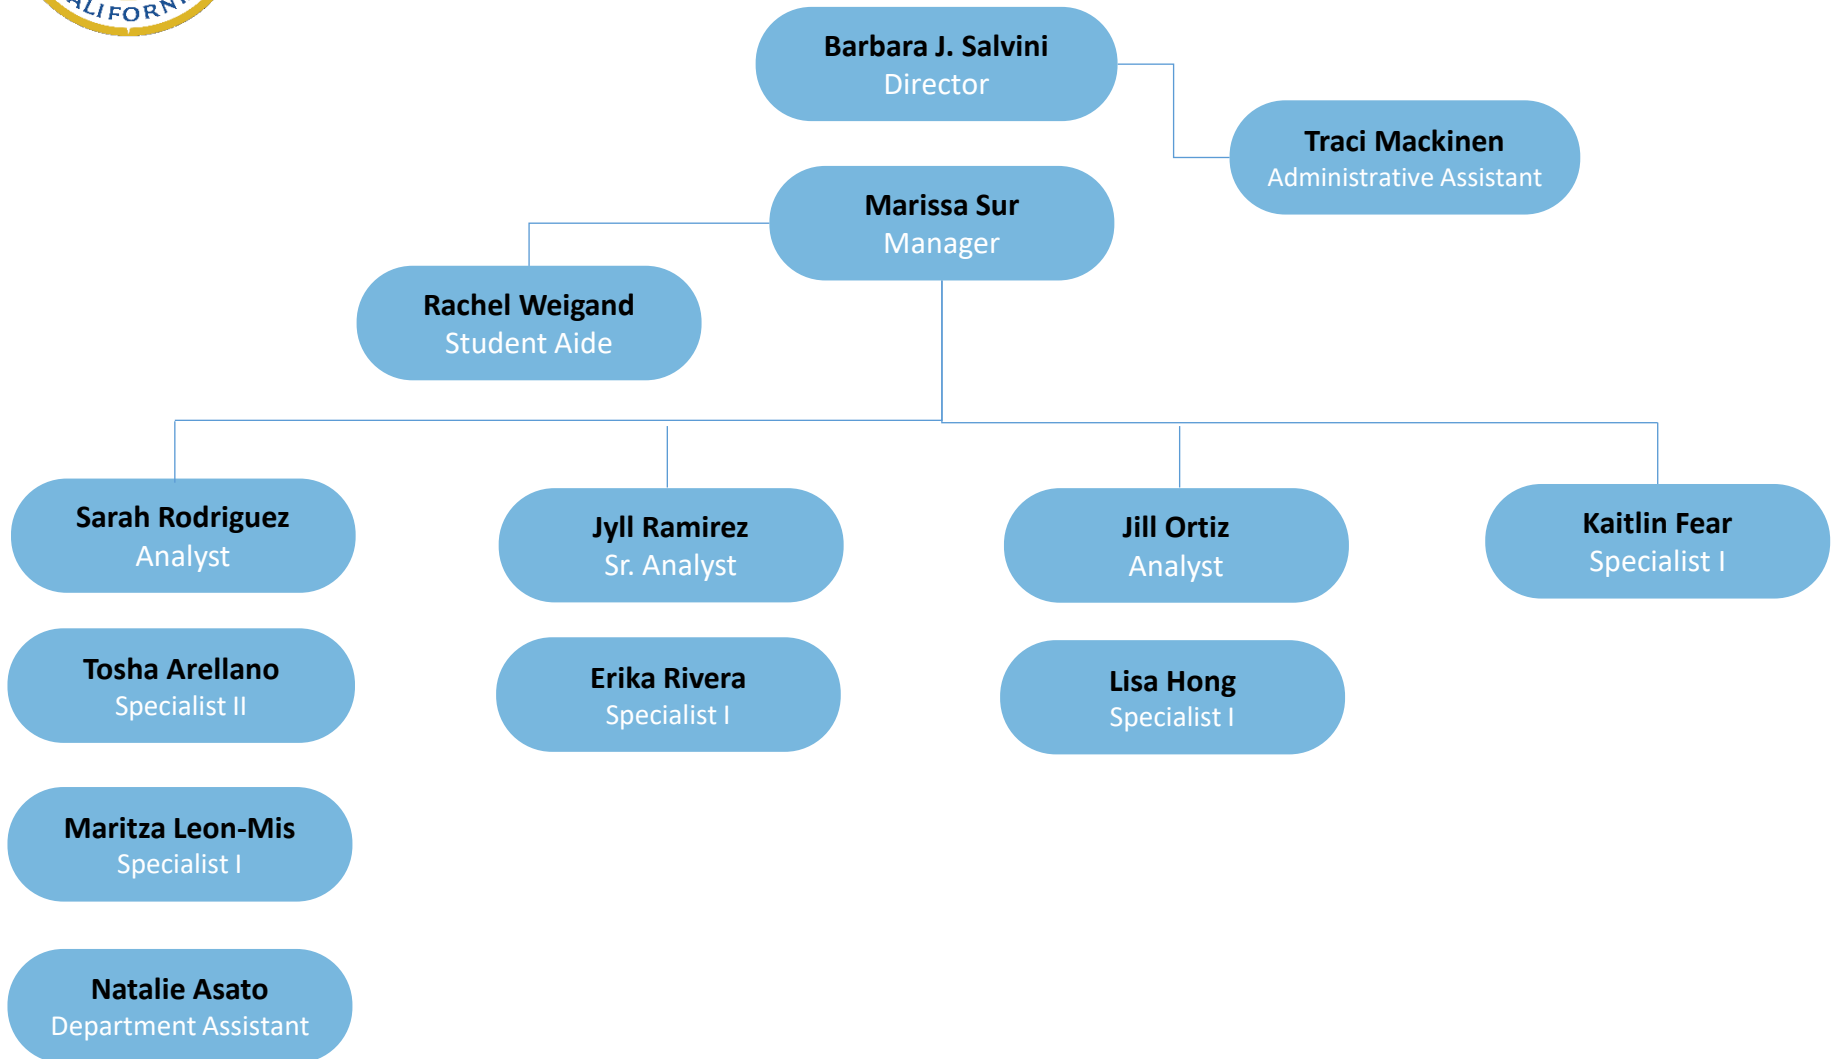 CALIFORNIA
Barbara J. Salvini
Director
Traci Mackinen
Administrative Assistant
Marissa Sur
Manager
Rachel Weigand
Student Aide
Sarah Rodriguez
Analyst
Jyll Ramirez
Sr. Analyst
Jill Ortiz
Analyst
Kaitlin Fear
Specialist I
Tosha Arellano
Specialist II
Erika Rivera
Specialist I
Lisa Hong
Specialist I
Maritza Leon-Mis
Specialist I
Natalie Asato
Department Assistant